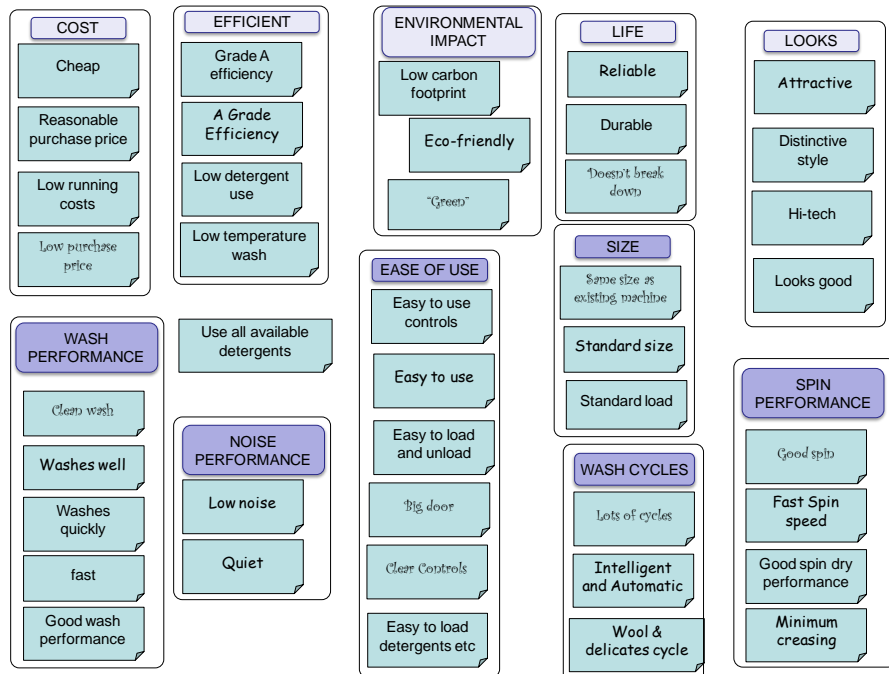 COST
Cheap
Reasonable
purchase price
Low running
costs
Low purchase
price
EFFICIENT
Grade A
efficiency
A Grade
Efficiency
Low detergent
use
Low temperature
wash
ENVIRONMENTAL
IMPACT
Low carbon
footprint
Eco-friendly
"Green"
LIFE
Reliable
Durable
Doesn't break
down
LOOKS
Attractive
Distinctive
style
Hi-tech
Looks good
WASH
PERFORMANCE
Clean wash
Washes well
Washes
quickly
fast
Good wash
performance
Use all available
detergents
NOISE
PERFORMANCE
Low noise
Quiet
EASE OF USE
Easy to use
controls
Easy to use
Easy to load
and unload
Big door
Clear Controls
Easy to load
detergents etc
SIZE
Same size as
existing machine
Standard size
Standard load
WASH CYCLES
Lots of cycles
Intelligent
and Automatic
Wool &
delicates cycle
SPIN
PERFORMANCE
Good spin
Fast Spin
speed
Good spin dry
performance
Minimum
creasing